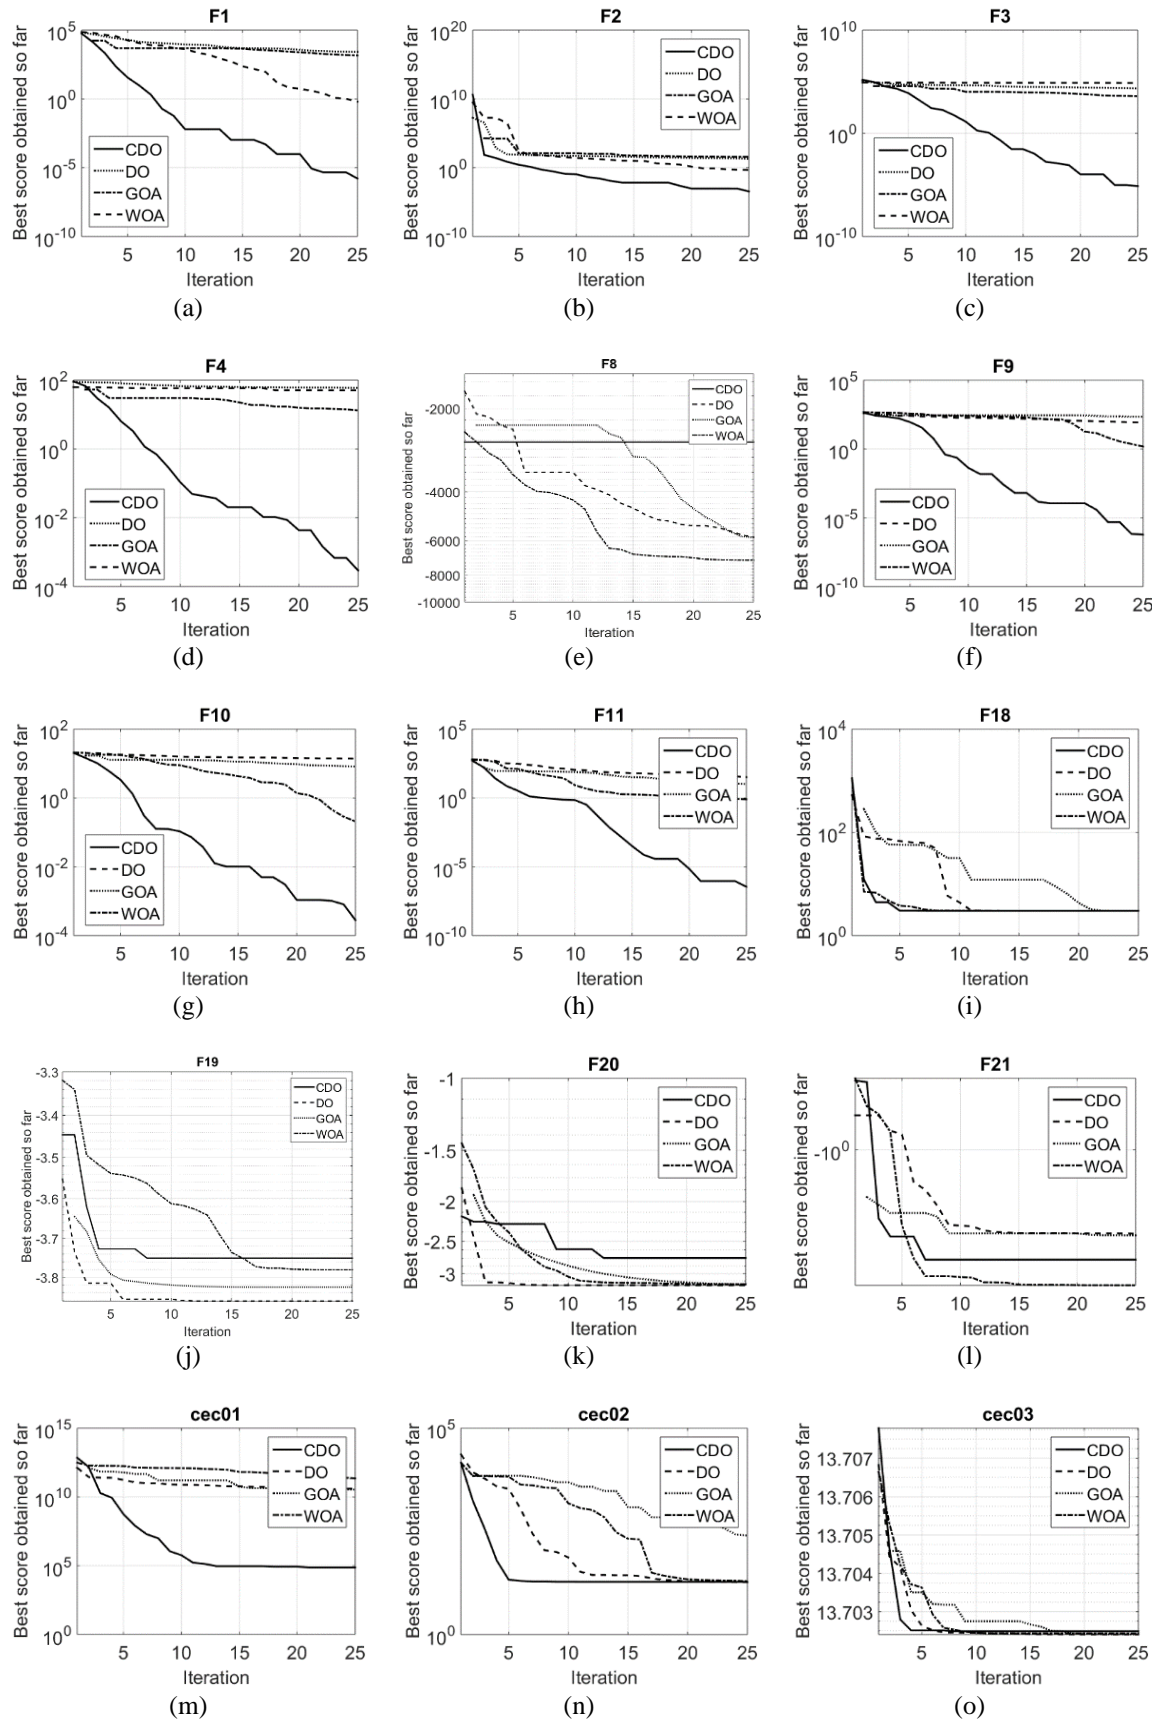 F1
Best score obtained so far
10^5
10^0
10^-5
10^-10
CDO
DO
GOA
WOA
5 10 15 20 25
Iteration
(a)
F2
Best score obtained so far
10^20
10^10
10^0
10^-10
CDO
DO
GOA
WOA
5 10 15 20 25
Iteration
(b)
F3
Best score obtained so far
10^10
10^0
10^-10
CDO
DO
GOA
WOA
5 10 15 20 25
Iteration
(c)
F4
Best score obtained so far
10^2
10^0
10^-2
10^-4
CDO
DO
GOA
WOA
5 10 15 20 25
Iteration
(d)
F8
Best score obtained so far
-2000
-4000
-6000
-8000
-10000
CDO
DO
GOA
WOA
5 10 15 20 25
Iteration
(e)
F9
Best score obtained so far
10^5
10^0
10^-5
10^-10
CDO
DO
GOA
WOA
5 10 15 20 25
Iteration
(f)
F10
Best score obtained so far
10^2
10^0
10^-2
10^-4
CDO
DO
GOA
WOA
5 10 15 20 25
Iteration
(g)
F11
Best score obtained so far
10^5
10^0
10^-5
10^-10
CDO
DO
GOA
WOA
5 10 15 20 25
Iteration
(h)
F18
Best score obtained so far
10^4
10^2
10^0
CDO
DO
GOA
WOA
5 10 15 20 25
Iteration
(i)
F19
Best score obtained so far
-3.3
-3.4
-3.5
-3.6
-3.7
-3.8
CDO
DO
GOA
WOA
5 10 15 20 25
Iteration
(j)
F20
Best score obtained so far
-1
-1.5
-2
-2.5
-3
CDO
DO
GOA
WOA
5 10 15 20 25
Iteration
(k)
F21
Best score obtained so far
-10^0
CDO
DO
GOA
WOA
5 10 15 20 25
Iteration
(l)
cec01
Best score obtained so far
10^15
10^10
10^5
10^0
CDO
DO
GOA
WOA
5 10 15 20 25
Iteration
(m)
cec02
Best score obtained so far
10^5
10^0
CDO
DO
GOA
WOA
5 10 15 20 25
Iteration
(n)
cec03
Best score obtained so far
13.707
13.706
13.705
13.704
13.703
CDO
DO
GOA
WOA
5 10 15 20 25
Iteration
(o)